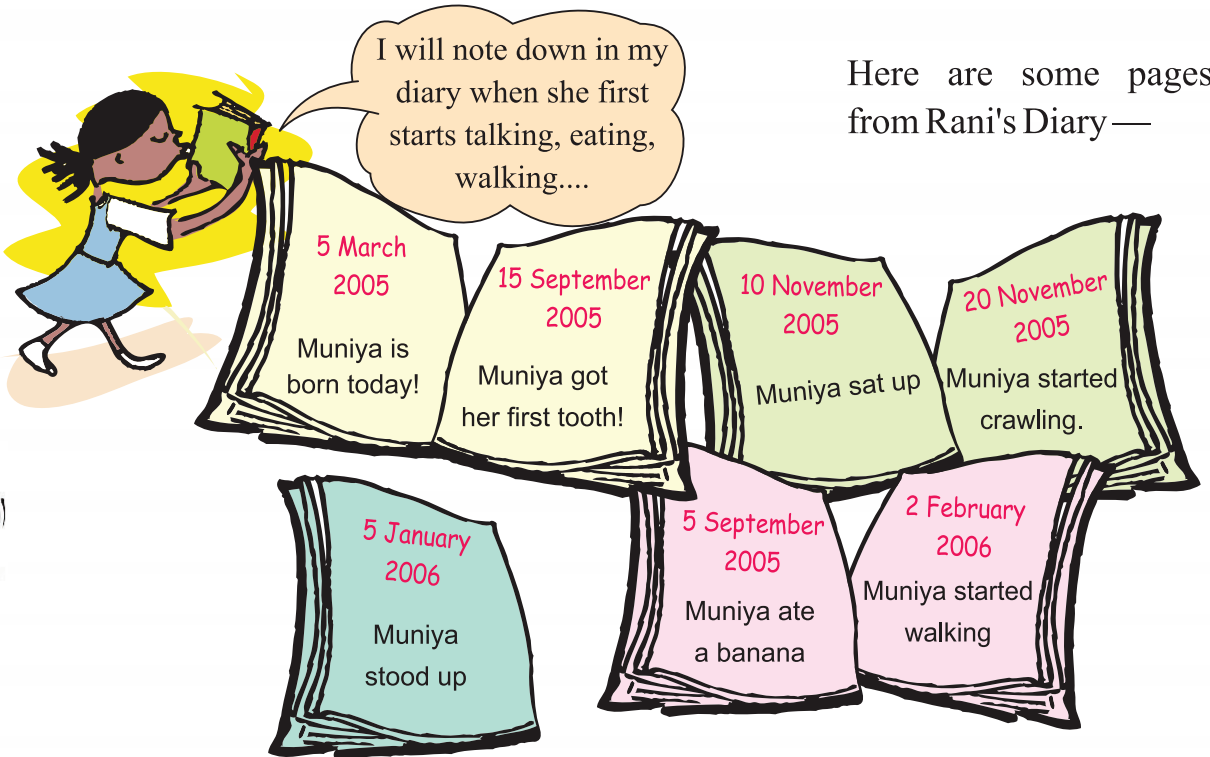 I will note down in my
diary when she first
starts talking, eating,
walking....
Here are some pages
from Rani's Diary —
5 March
2005
Muniya is
born today!
15 September
2005
Muniya got
her first tooth!
10 November
2005
Muniya sat up
20 November
2005
Muniya started
crawling.
5 January
2006
Muniya
stood up
5 September
2005
Muniya ate
a banana
2 February
2006
Muniya started
walking